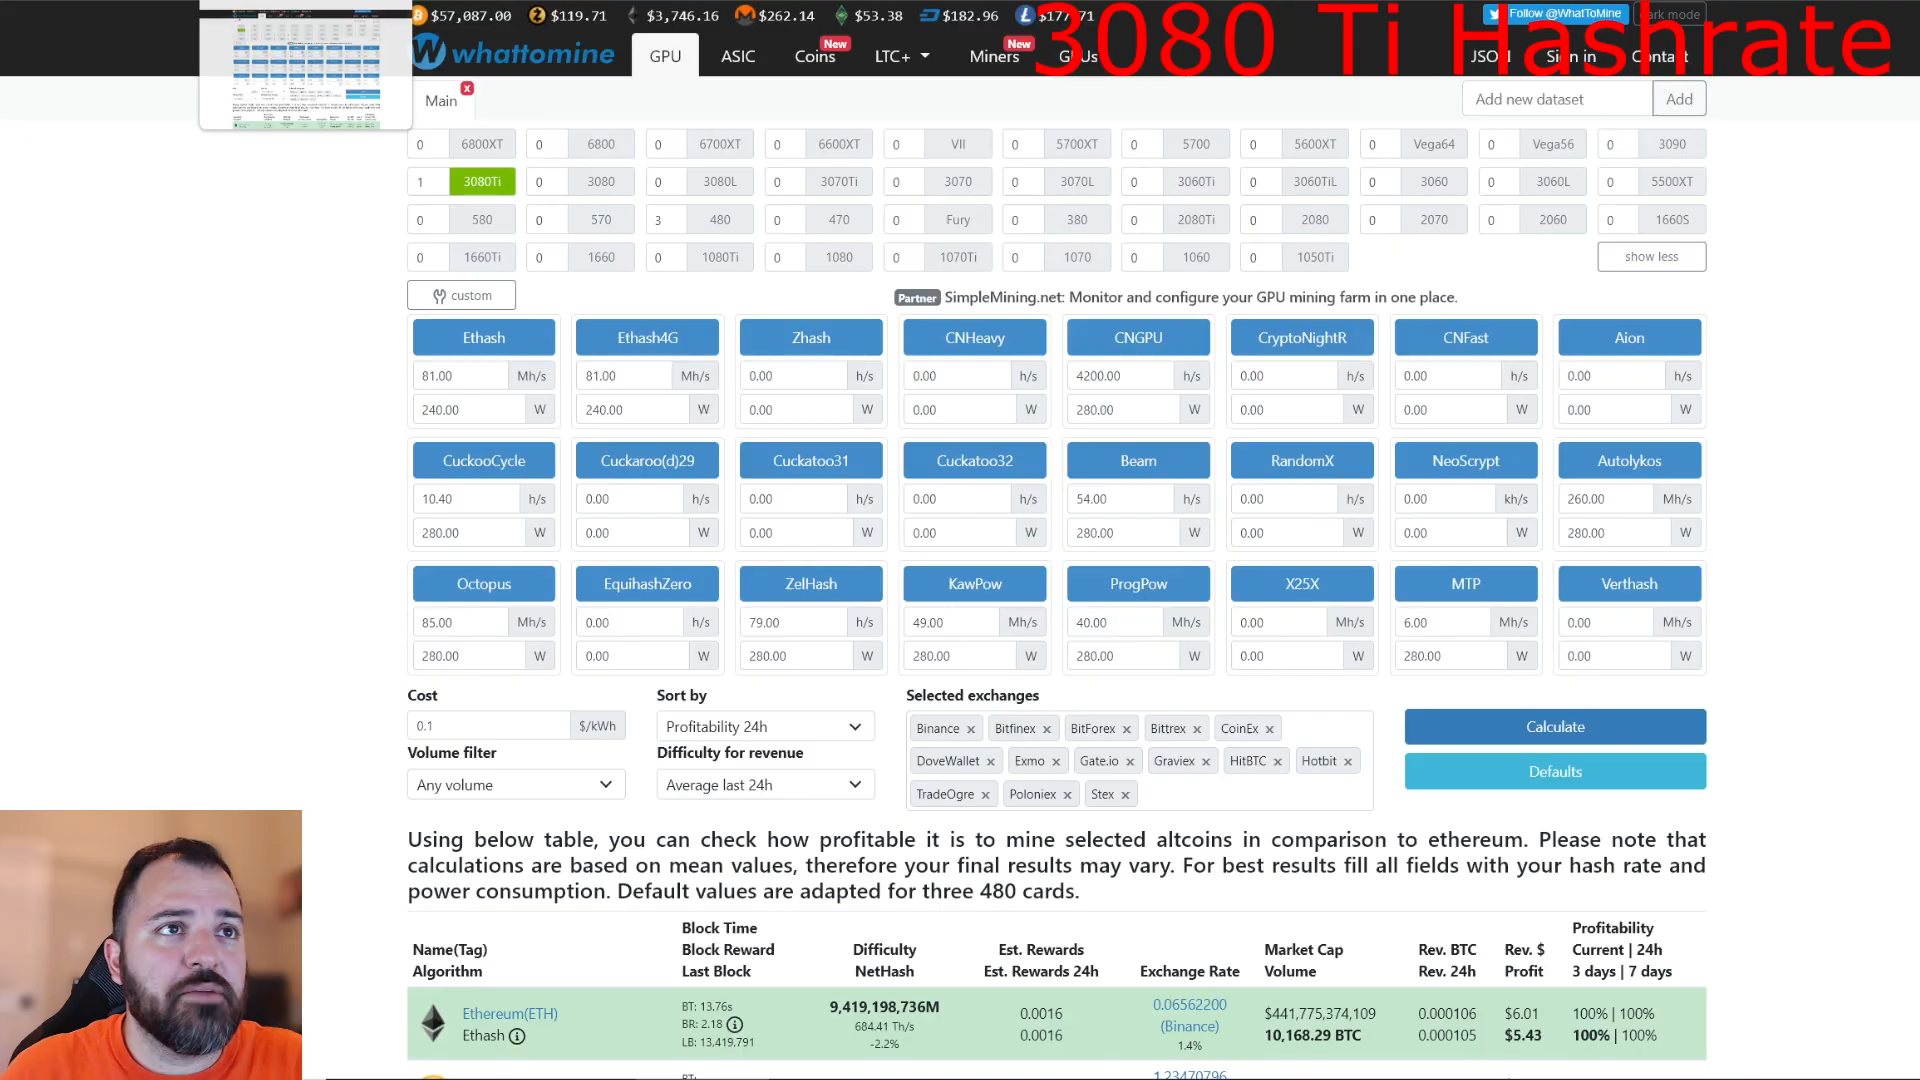 $57,087.00 $119.71 $3,746.16 $262.14 $53.38 $182.96
Follow @WhatToMine
3080 Ti Hashrate
whattomine GPU ASIC Coins New LTC+ Miners New JSON Sign in Contact
Main x
Add new dataset Add
0 6800XT 0 6800 0 6700XT 0 6600XT 0 VII 0 5700XT 0 5700 0 5600XT 0 Vega64 0 Vega56 0 3090
1 3080Ti 0 3080 0 3080L 0 3070Ti 0 3070 0 3070L 0 3060Ti 0 3060TiL 0 3060 0 3060L 0 5500XT
0 580 0 570 3 480 0 470 0 Fury 0 380 0 2080Ti 0 2080 0 2070 0 2060 0 1660S
0 1660Ti 0 1660 0 1080Ti 0 1080 0 1070Ti 0 1070 0 1060 0 1050Ti show less
custom Partner SimpleMining.net: Monitor and configure your GPU mining farm in one place.
Ethash Ethash4G Zhash CNHeavy CNGPU CryptoNightR CNFast Aion
81.00 Mh/s 81.00 Mh/s 0.00 h/s 0.00 h/s 4200.00 h/s 0.00 h/s 0.00 h/s 0.00 h/s
240.00 W 240.00 W 0.00 W 0.00 W 280.00 W 0.00 W 0.00 W 0.00 W
CuckooCycle Cuckaroo(d)29 Cuckatoo31 Cuckatoo32 Beam RandomX NeoScrypt Autolykos
10.40 h/s 0.00 h/s 0.00 h/s 0.00 h/s 54.00 h/s 0.00 h/s 0.00 kh/s 260.00 Mh/s
280.00 W 0.00 W 0.00 W 0.00 W 280.00 W 0.00 W 0.00 W 280.00 W
Octopus EquihashZero ZelHash KawPow ProgPow X25X MTP Verthash
85.00 Mh/s 0.00 h/s 79.00 h/s 49.00 Mh/s 40.00 Mh/s 0.00 Mh/s 6.00 Mh/s 0.00 Mh/s
280.00 W 0.00 W 280.00 W 280.00 W 280.00 W 0.00 W 280.00 W 0.00 W
Cost Sort by Selected exchanges
0.1 $/kWh Profitability 24h Binance × Bitfinex × BitForex × Bittrex × CoinEx × Calculate
Volume filter Difficulty for revenue DoveWallet × Exmo × Gate.io × Graviex × HitBTC × Hotbit × Defaults
Any volume Average last 24h TradeOgre × Poloniex × Stex ×
Using below table, you can check how profitable it is to mine selected altcoins in comparison to ethereum. Please note that
calculations are based on mean values, therefore your final results may vary. For best results fill all fields with your hash rate and
power consumption. Default values are adapted for three 480 cards.
Block Time Profitability
Name(Tag) Block Reward Difficulty Est. Rewards Market Cap Rev. BTC Rev. $ Current | 24h
Algorithm Last Block NetHash Est. Rewards 24h Exchange Rate Volume Rev. 24h Profit 3 days | 7 days
Ethereum(ETH) BT: 13.76s 9,419,198,736M 0.0016 0.06562200 $441,775,374,109 0.000106 $6.01 100% | 100%
Ethash BR: 2.18 684.41 Th/s 0.0016 (Binance) 10,168.29 BTC 0.000105 $5.43 100% | 100%
LB: 13,419,791 -2.2% 1.4%
BT: 1.23470796